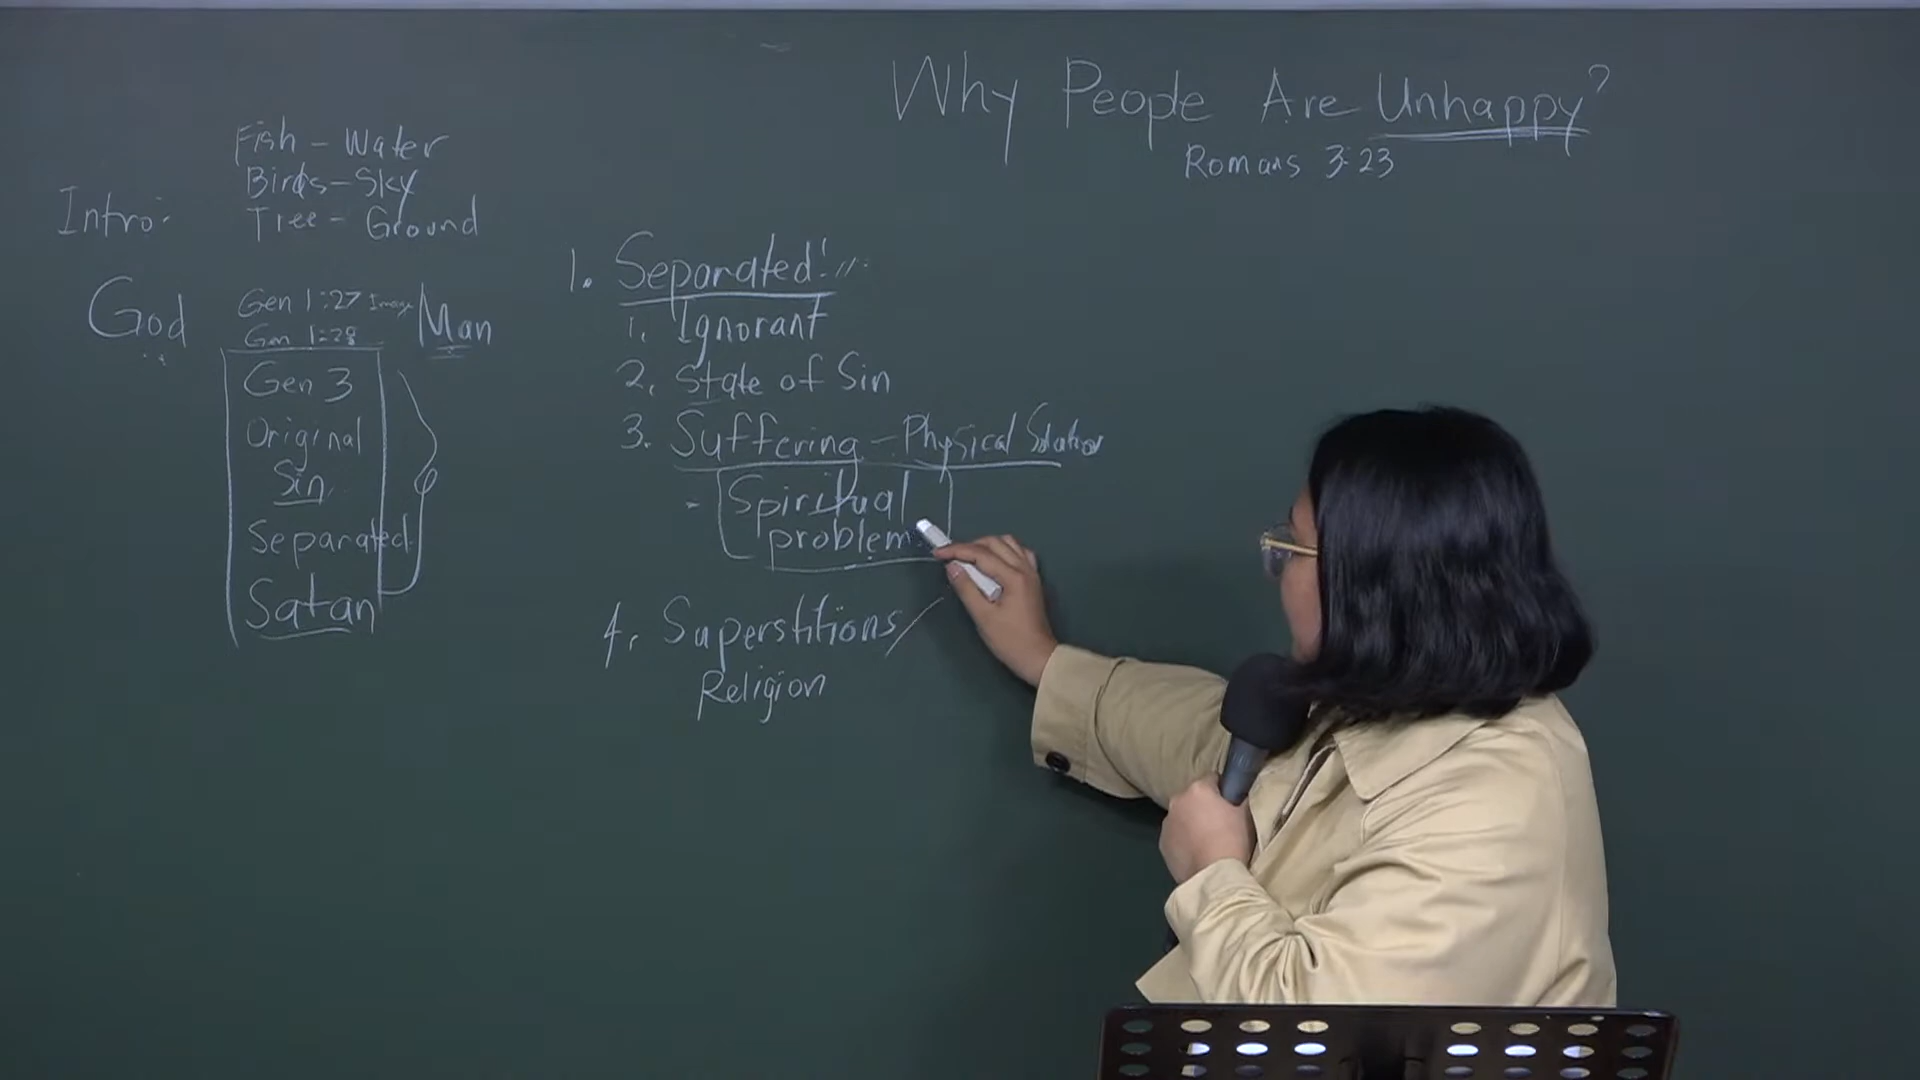 Why People Are Unhappy?
Romans 3:23
Intro:
Fish - Water
Birds - Sky
Tree - Ground
God
Gen 1:27 Image
Gen 1:28
Man
Gen 3
Original
Sin
Separated
Satan
1. Separated!
1. Ignorant
2. State of Sin
3. Suffering - Physical Solution
- Spiritual
problem
4. Superstitions/
Religion